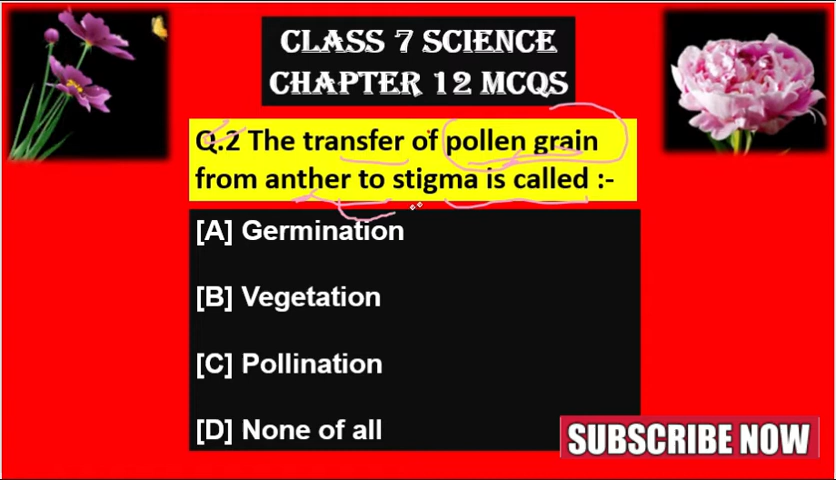 CLASS 7 SCIENCE
CHAPTER 12 MCQS
Q.2 The transfer of pollen grain
from anther to stigma is called :-
[A] Germination
[B] Vegetation
[C] Pollination
[D] None of all
SUBSCRIBE NOW